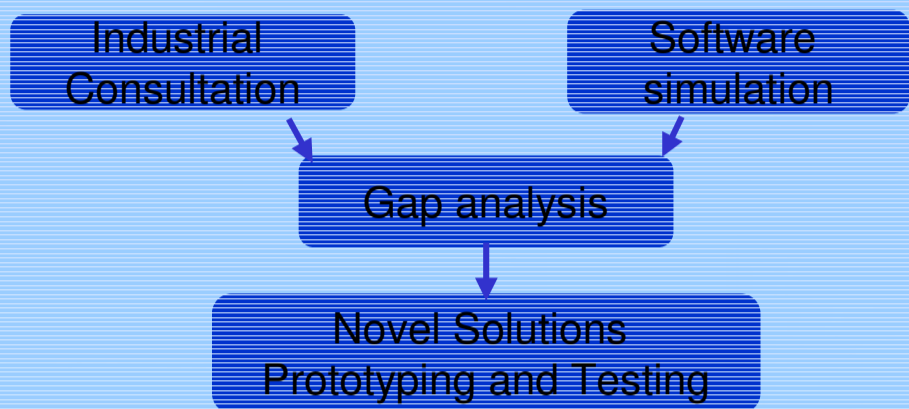 Industrial
Consultation
Software
simulation
Gap analysis
Novel Solutions
Prototyping and Testing